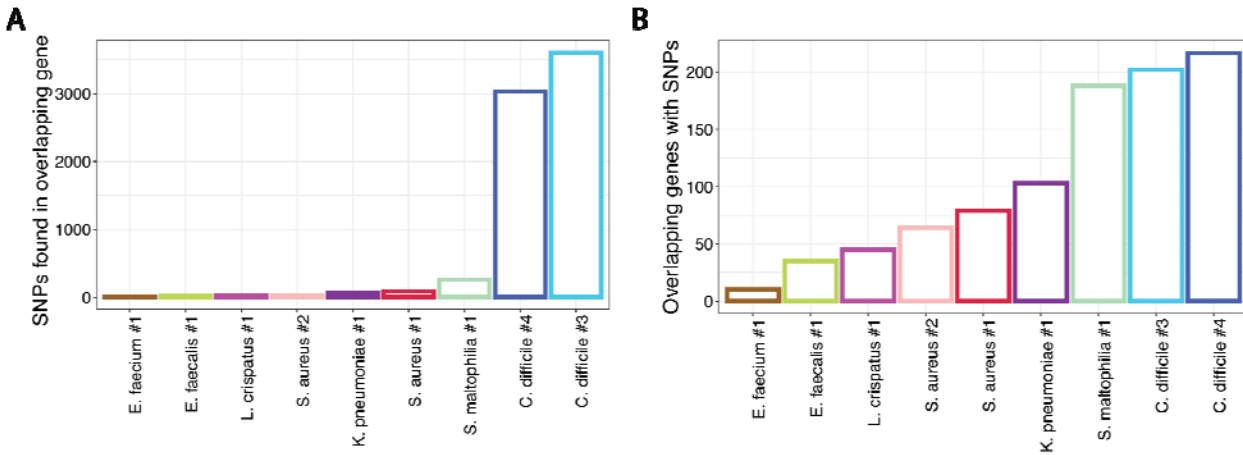 A
SNPs found in overlapping gene
3000
2000
1000
0
E. faecium #1
E. faecalis #1
L. crispatus #1
S. aureus #2
K. pneumoniae #1
S. aureus #1
S. maltophilia #1
C. difficile #4
C. difficile #3
B
Overlapping genes with SNPs
200
150
100
50
0
E. faecium #1
E. faecalis #1
L. crispatus #1
S. aureus #2
S. aureus #1
K. pneumoniae #1
S. maltophilia #1
C. difficile #3
C. difficile #4